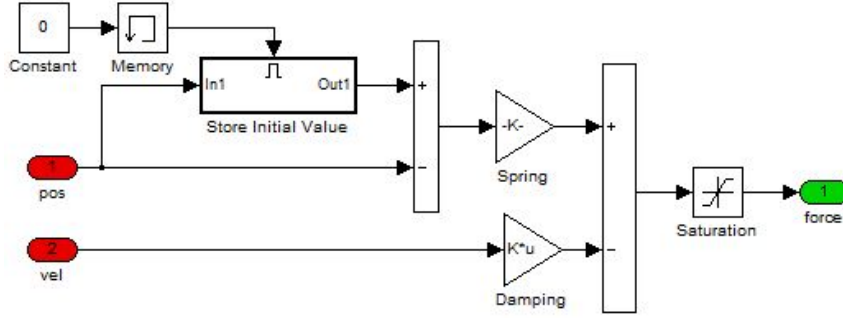 0
Constant
Memory
In1
Out1
Store Initial Value
+
−
-K-
Spring
1
pos
2
vel
K*u
Damping
+
−
Saturation
1
force